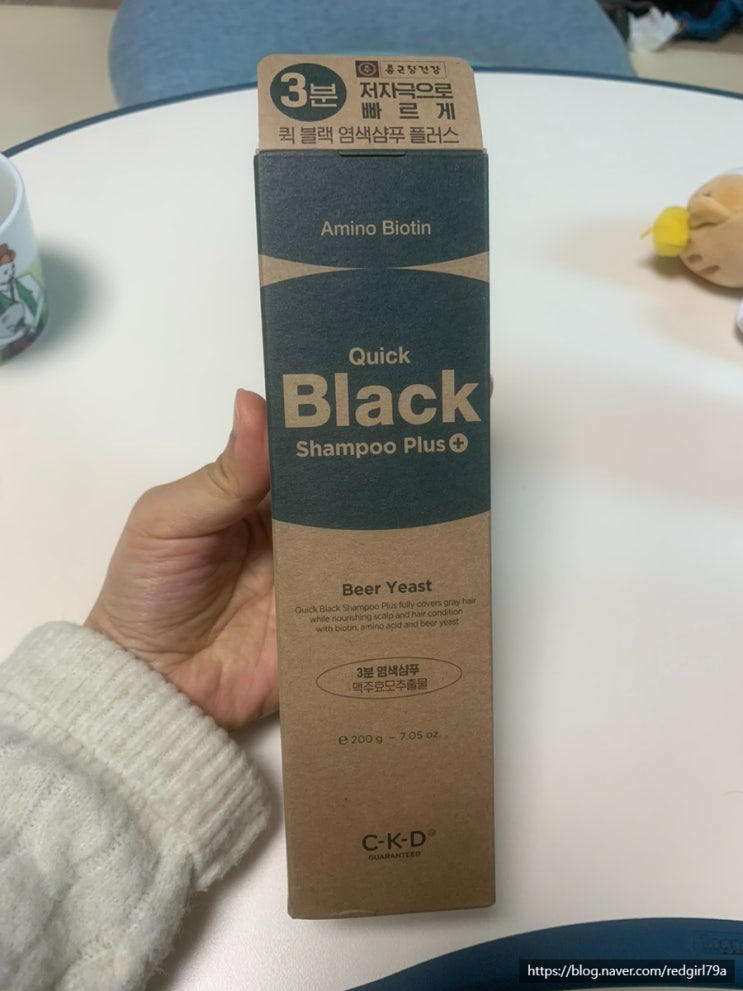 종근당건강
3분
저자극으로
빠르게
퀵 블랙 염색샴푸 플러스
Amino Biotin
Quick
Black
Shampoo Plus+
Beer Yeast
Quick Black Shampoo Plus fully covers gray hair
while nourishing scalp and hair condition
with biotin, amino acid and beer yeast
3분 염색샴푸
맥주효모추출물
℮ 200 g – 7.05 oz.
C-K-D®
GUARANTEED
https://blog.naver.com/redgirl79a